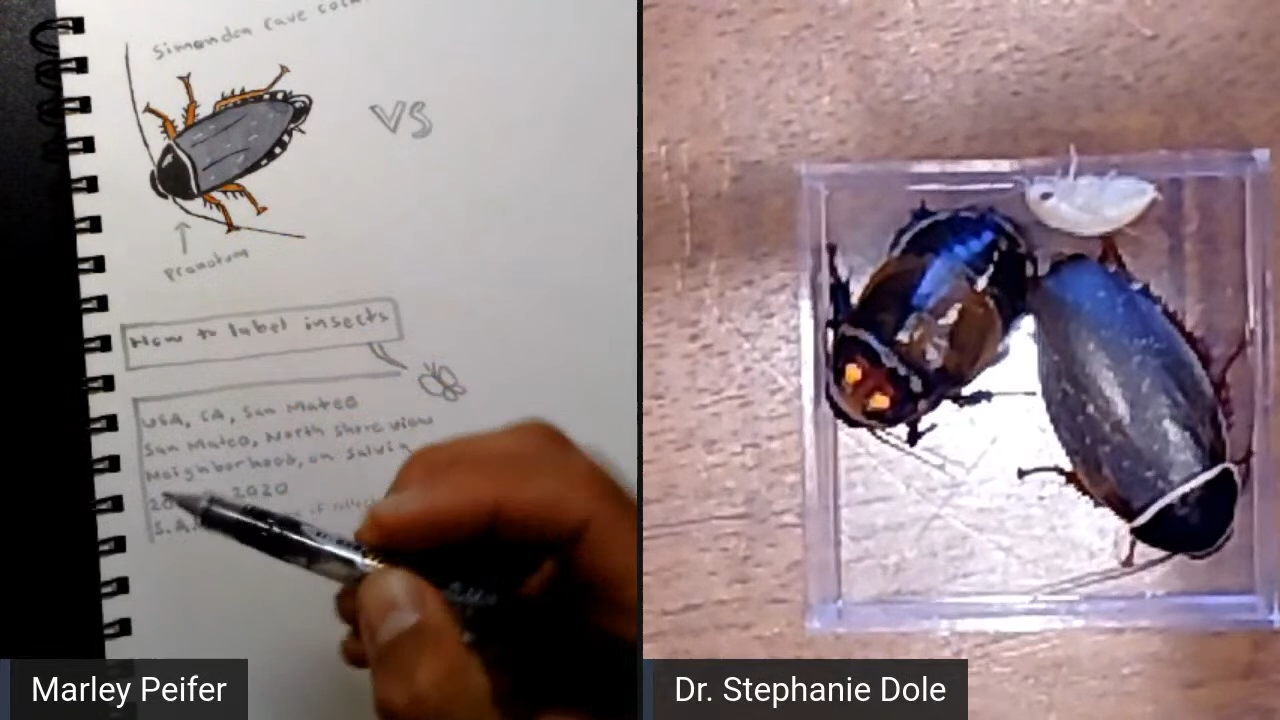 simandoa cave
VS
pronotum
How to label insects
USA, CA, San Mateo
San Mateo, North Shore view
Neighborhood, on Salvia
2020
S.A.
Marley Peifer
Dr. Stephanie Dole